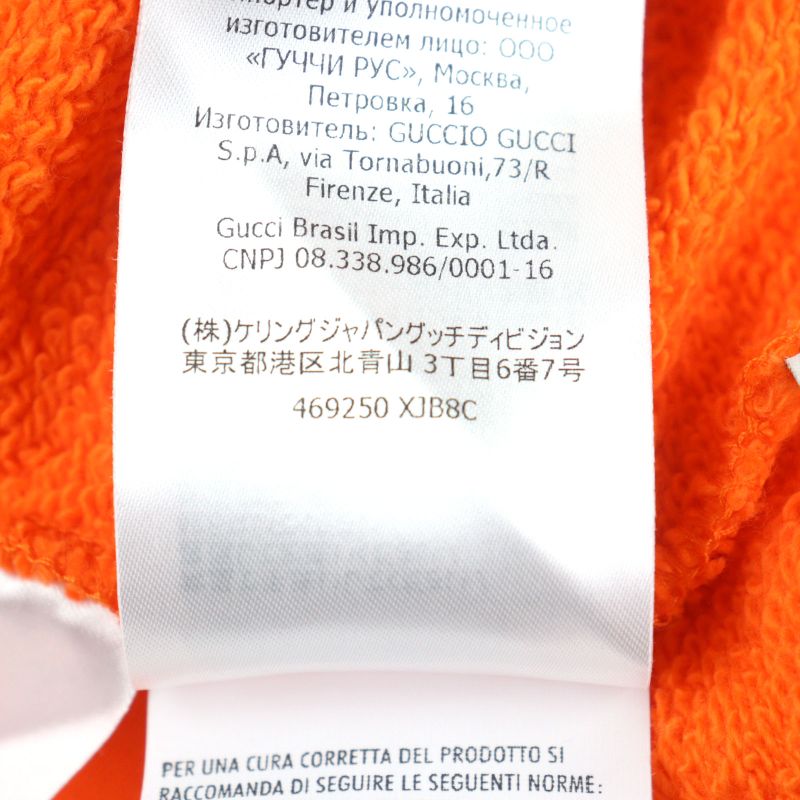 и уполномоченное
изготовителем лицо: ООО
«ГУЧЧИ РУС», Москва,
Петровка, 16
Изготовитель: GUCCIO GUCCI
S.p.A, via Tornabuoni,73/R
Firenze, Italia
Gucci Brasil Imp. Exp. Ltda.
CNPJ 08.338.986/0001-16
(株)ケリングジャパングッチディビジョン
東京都港区北青山 3丁目6番7号
469250 XJB8C
PER UNA CURA CORRETTA DEL PRODOTTO SI
RACCOMANDA DI SEGUIRE LE SEGUENTI NORME: